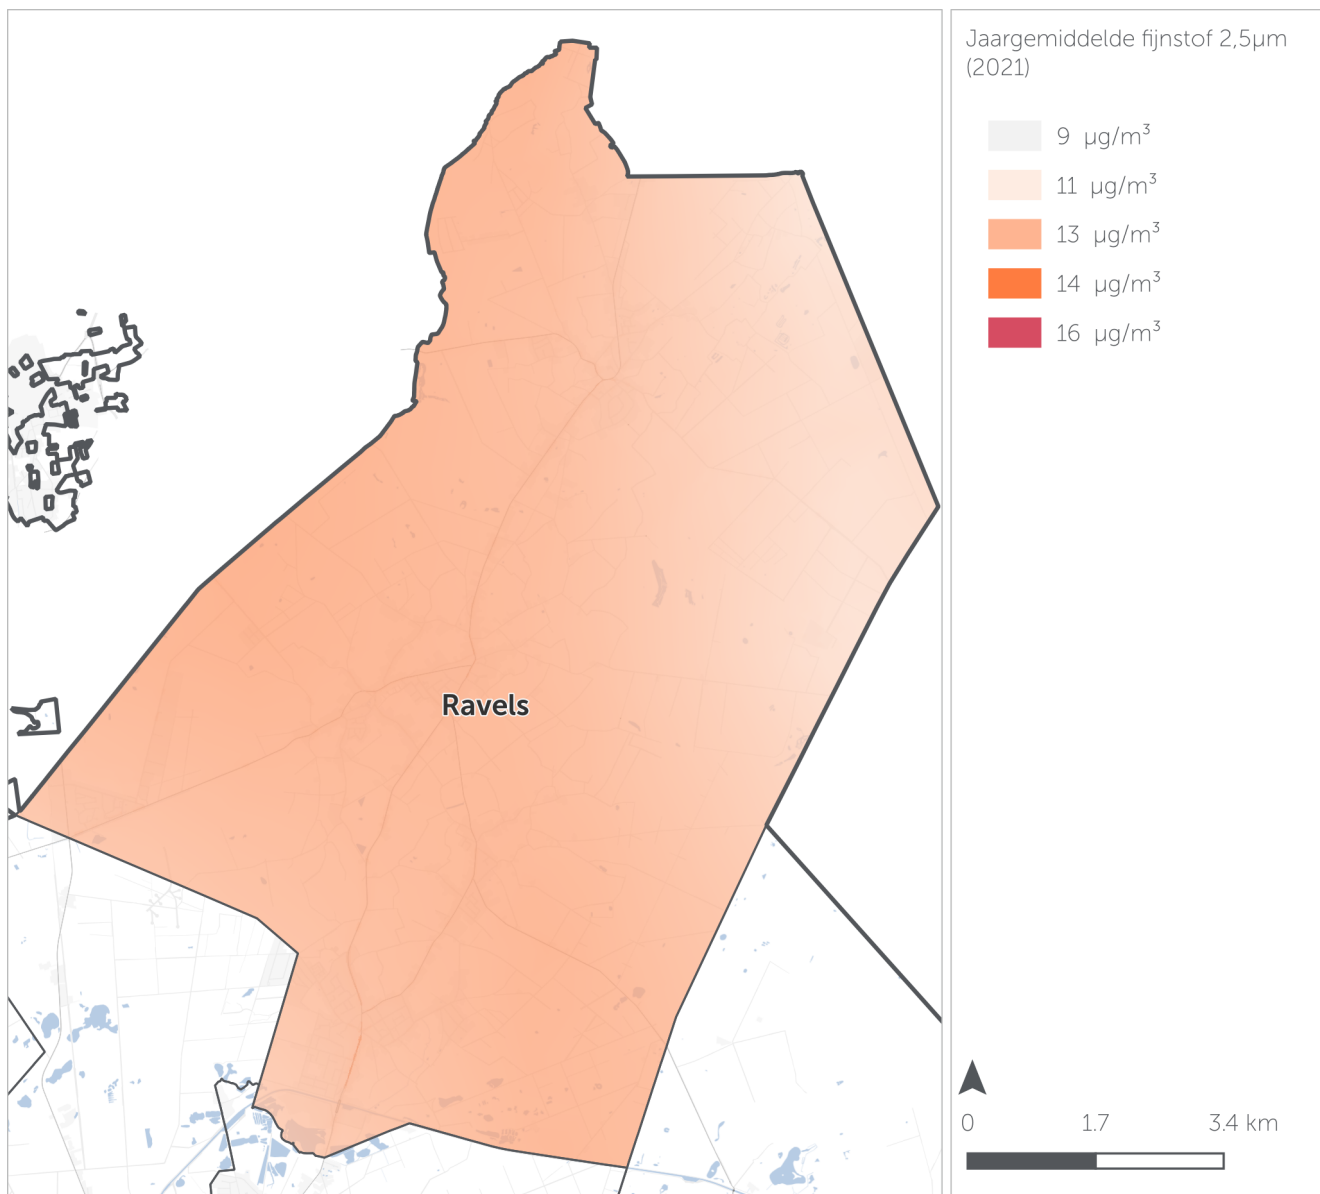 Jaargemiddelde fijnstof 2,5µm
(2021)
9 µg/m³
11 µg/m³
13 µg/m³
14 µg/m³
16 µg/m³
Ravels
0 1.7 3.4 km